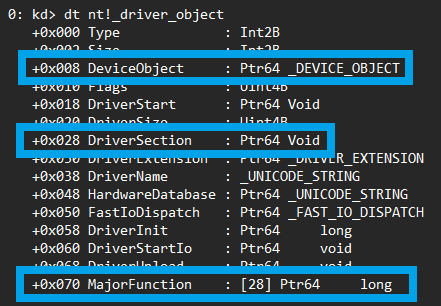 0: kd> dt nt!_driver_object
+0x000 Type : Int2B
+0x002 Size : Int2B
+0x008 DeviceObject : Ptr64 _DEVICE_OBJECT
+0x010 Flags : Uint4B
+0x018 DriverStart : Ptr64 Void
+0x020 DriverSize : Uint4B
+0x028 DriverSection : Ptr64 Void
+0x030 DriverExtension : Ptr64 _DRIVER_EXTENSION
+0x038 DriverName : _UNICODE_STRING
+0x048 HardwareDatabase : Ptr64 _UNICODE_STRING
+0x050 FastIoDispatch : Ptr64 _FAST_IO_DISPATCH
+0x058 DriverInit : Ptr64 long
+0x060 DriverStartIo : Ptr64 void
+0x068 DriverUnload : Ptr64 void
+0x070 MajorFunction : [28] Ptr64 long